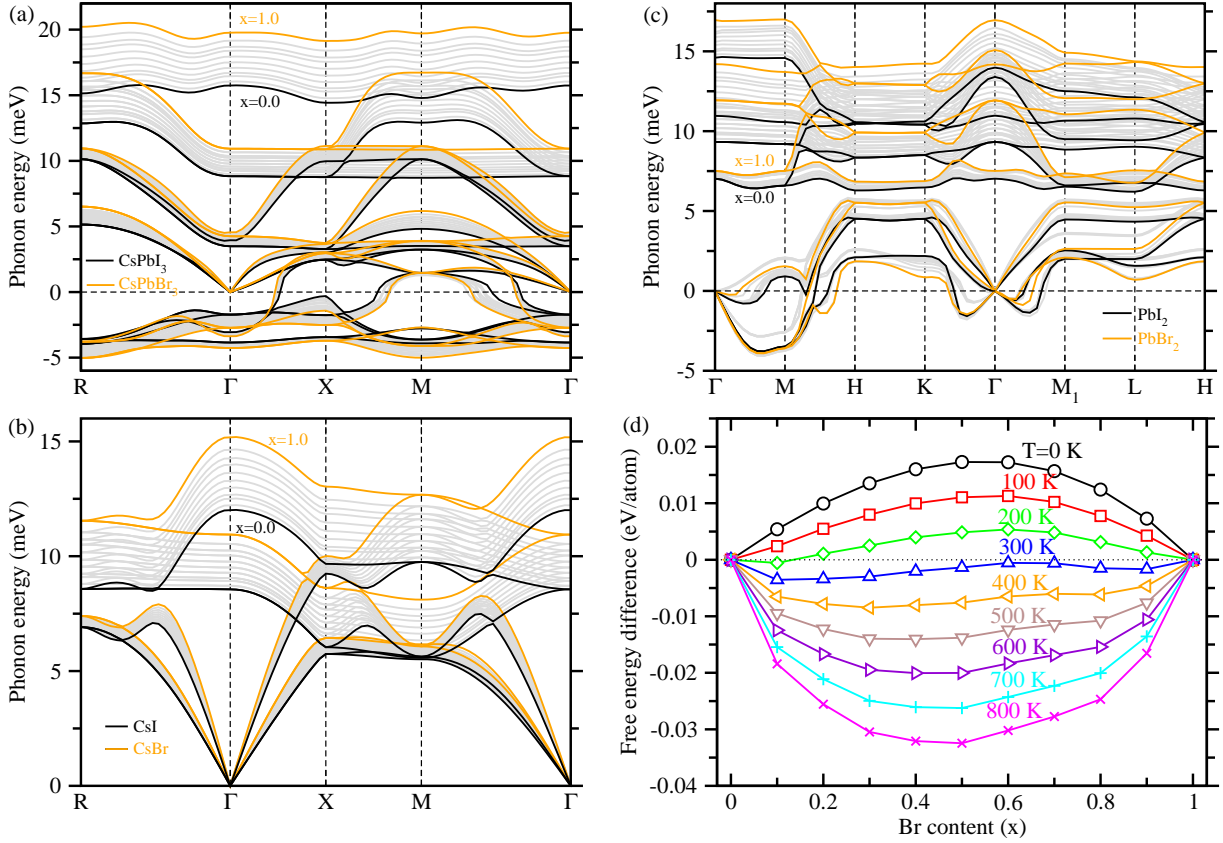 (a)
Phonon energy (meV)
20
15
10
5
0
-5
x=1.0
x=0.0
CsPbI3
CsPbBr3
R Γ X M Γ
(c)
Phonon energy (meV)
15
10
5
0
-5
x=1.0
x=0.0
PbI2
PbBr2
Γ M H K Γ M1 L H
(b)
Phonon energy (meV)
15
10
5
0
x=1.0
x=0.0
CsI
CsBr
R Γ X M Γ
(d)
Free energy difference (eV/atom)
0.02
0.01
0
-0.01
-0.02
-0.03
-0.04
T=0 K
100 K
200 K
300 K
400 K
500 K
600 K
700 K
800 K
0 0.2 0.4 0.6 0.8 1
Br content (x)